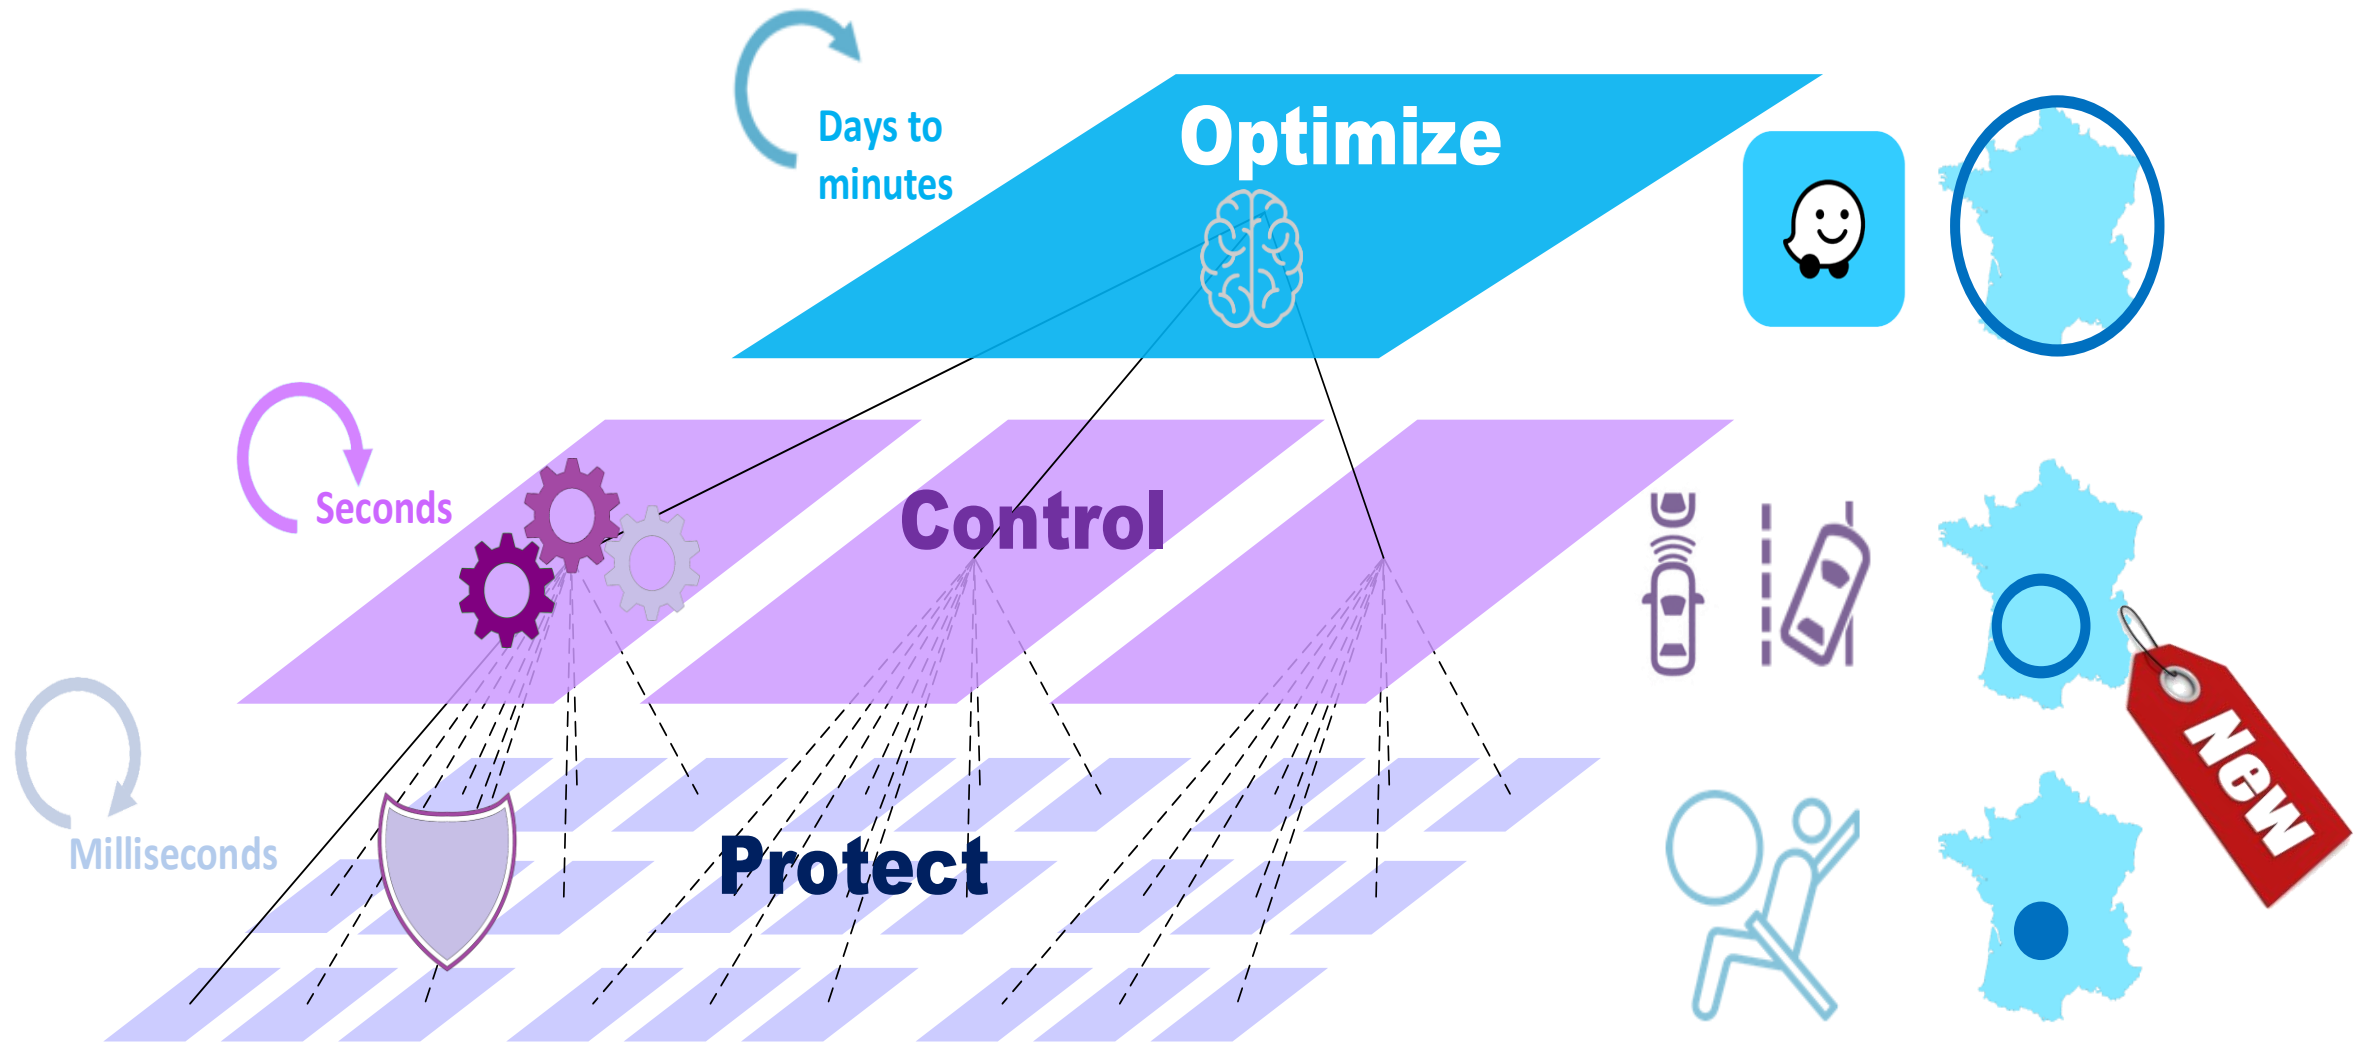 Days to
minutes
Optimize
Seconds
Control
Milliseconds
Protect
NeW